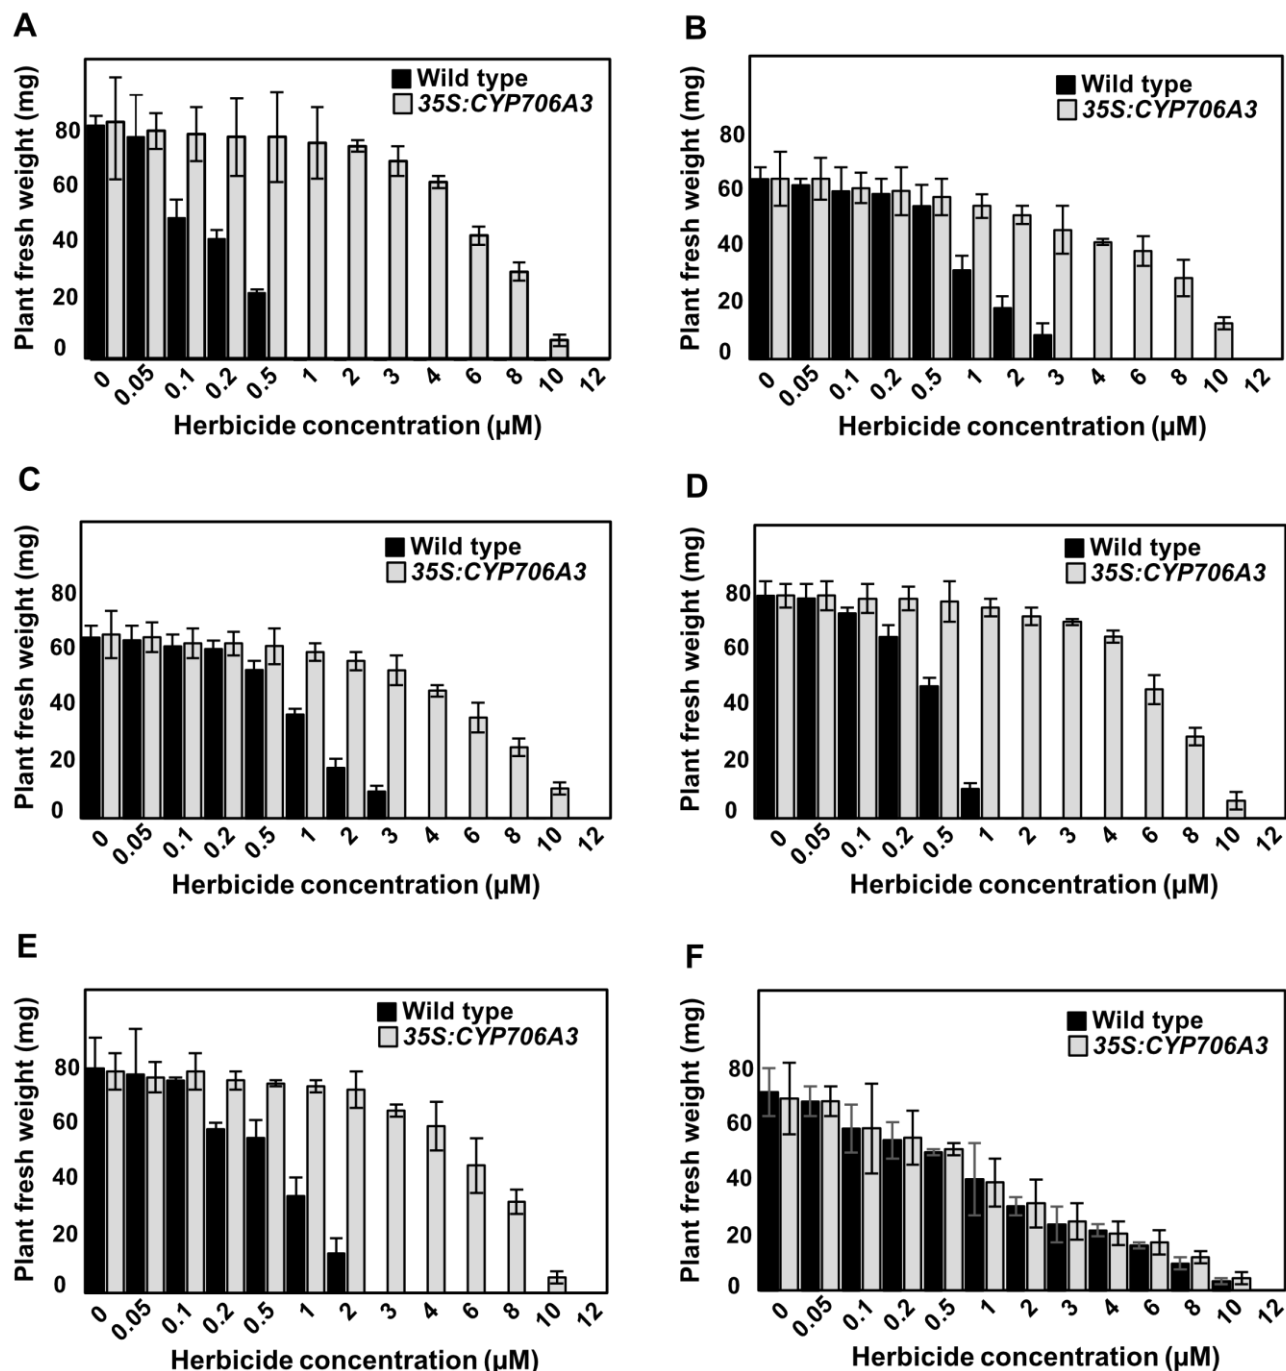 A
Plant fresh weight (mg)
80
60
40
20
0
Wild type
35S:CYP706A3
0 0.05 0.1 0.2 0.5 1 2 3 4 6 8 10 12
Herbicide concentration (µM)
B
Plant fresh weight (mg)
80
60
40
20
0
Wild type
35S:CYP706A3
0 0.05 0.1 0.2 0.5 1 2 3 4 6 8 10 12
Herbicide concentration (µM)
C
Plant fresh weight (mg)
80
60
40
20
0
Wild type
35S:CYP706A3
0 0.05 0.1 0.2 0.5 1 2 3 4 6 8 10 12
Herbicide concentration (µM)
D
Plant fresh weight (mg)
80
60
40
20
0
Wild type
35S:CYP706A3
0 0.05 0.1 0.2 0.5 1 2 3 4 6 8 10 12
Herbicide concentration (µM)
E
Plant fresh weight (mg)
80
60
40
20
0
Wild type
35S:CYP706A3
0 0.05 0.1 0.2 0.5 1 2 3 4 6 8 10 12
Herbicide concentration (µM)
F
Plant fresh weight (mg)
80
60
40
20
0
Wild type
35S:CYP706A3
0 0.05 0.1 0.2 0.5 1 2 3 4 6 8 10 12
Herbicide concentration (µM)